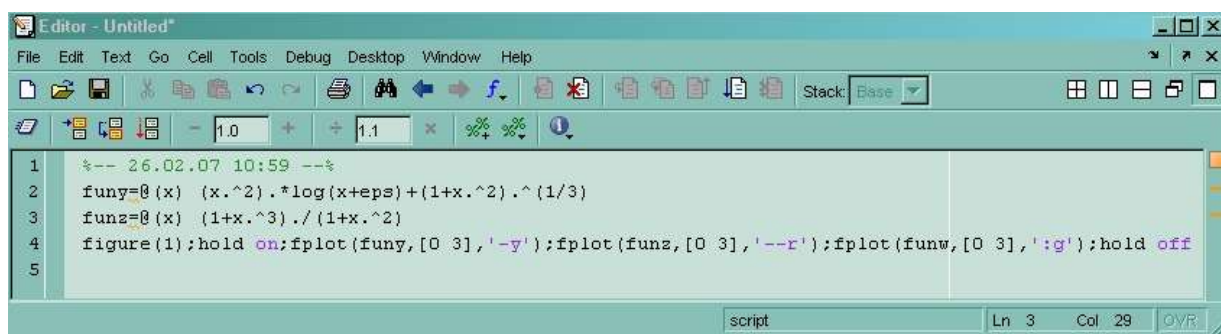 Editor - Untitled*
File Edit Text Go Cell Tools Debug Desktop Window Help
Stack: Base
1.0 1.1
1 %-- 26.02.07 10:59 --%
2 funy=@(x) (x.^2).*log(x+eps)+(1+x.^2).^(1/3)
3 funz=@(x) (1+x.^3)./(1+x.^2)
4 figure(1);hold on;fplot(funy,[0 3],'-y');fplot(funz,[0 3],'--r');fplot(funw,[0 3],':g');hold off
5
script Ln 3 Col 29 OVR